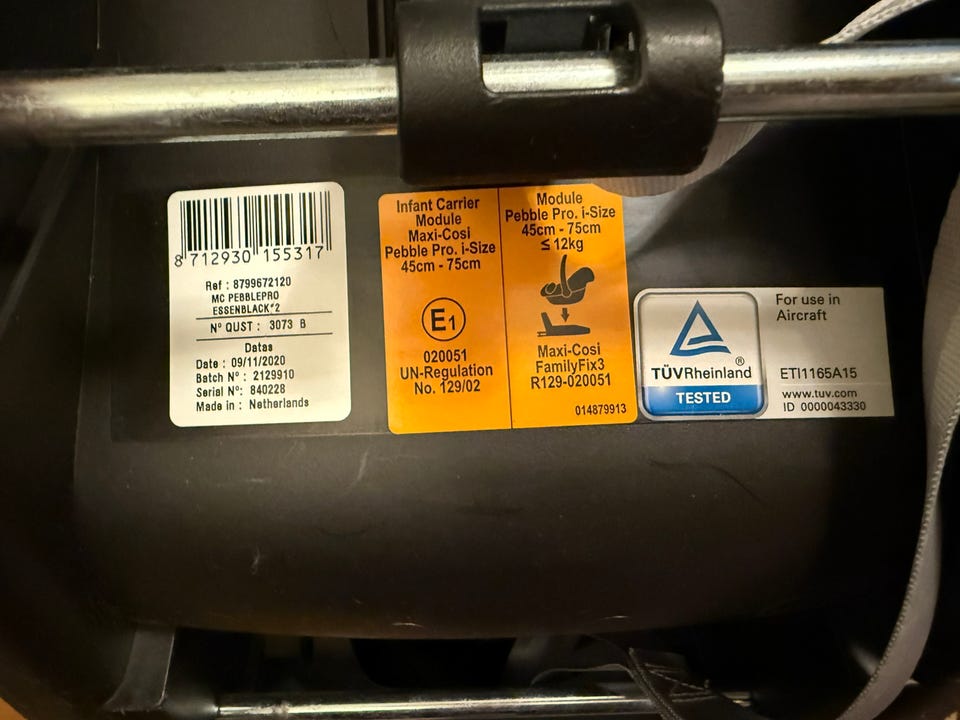 8 712930 155317
Ref : 8799672120
MC PEBBLEPRO
ESSENBLACK*2
N° QUST : 3073 B
Datas
Date : 09/11/2020
Batch N° : 2129910
Serial N° : 840228
Made in : Netherlands
Infant Carrier
Module
Maxi-Cosi
Pebble Pro. i-Size
45cm - 75cm
E1
020051
UN-Regulation
No. 129/02
Module
Pebble Pro. i-Size
45cm - 75cm
≤ 12kg
Maxi-Cosi
FamilyFix3
R129-020051
014879913
TÜVRheinland®
TESTED
For use in
Aircraft
ETI1165A15
www.tuv.com
ID 0000043330